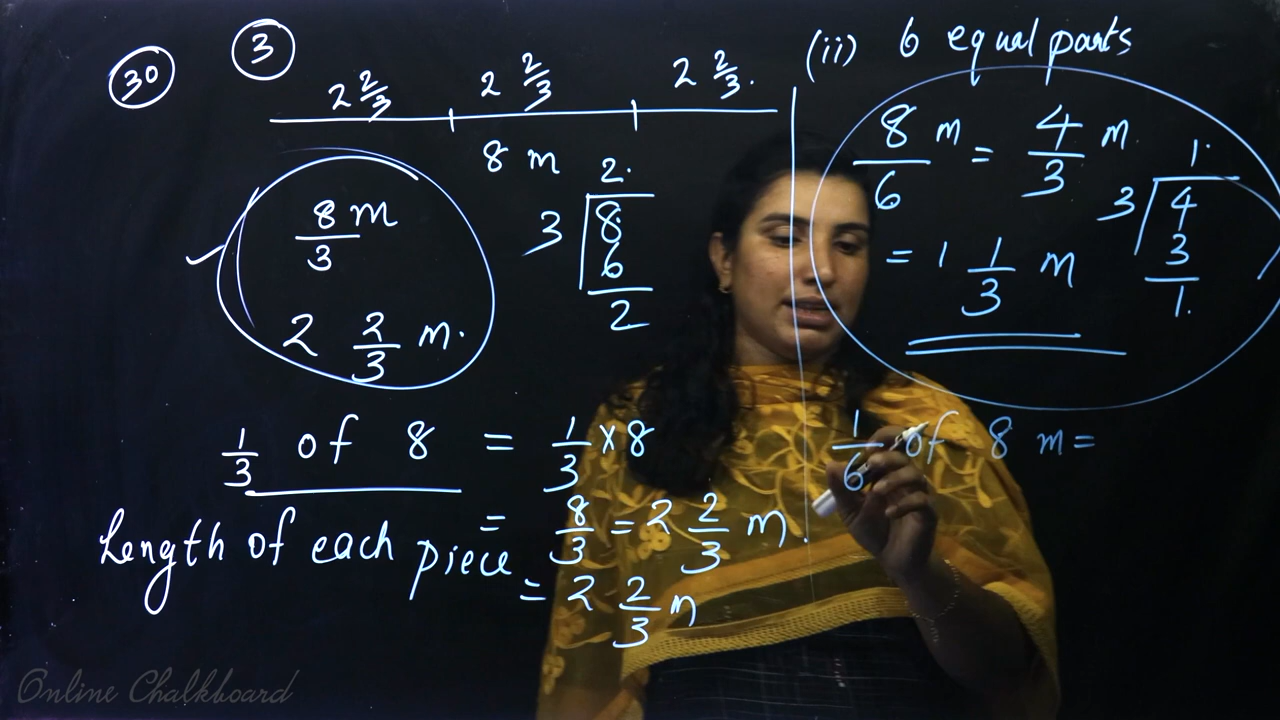 30 3
2 2/3 2 2/3 2 2/3.
8 m
8/3 m
2 2/3 m.
2.
3 8
6
2
1/3 of 8 = 1/3 × 8
= 8/3 = 2 2/3 m.
Length of each piece
= 2 2/3 m
(ii) 6 equal parts
8/6 m = 4/3 m.
= 1 1/3 m
1.
3 4
3
1.
1/6 of 8 m =
Online Chalkboard